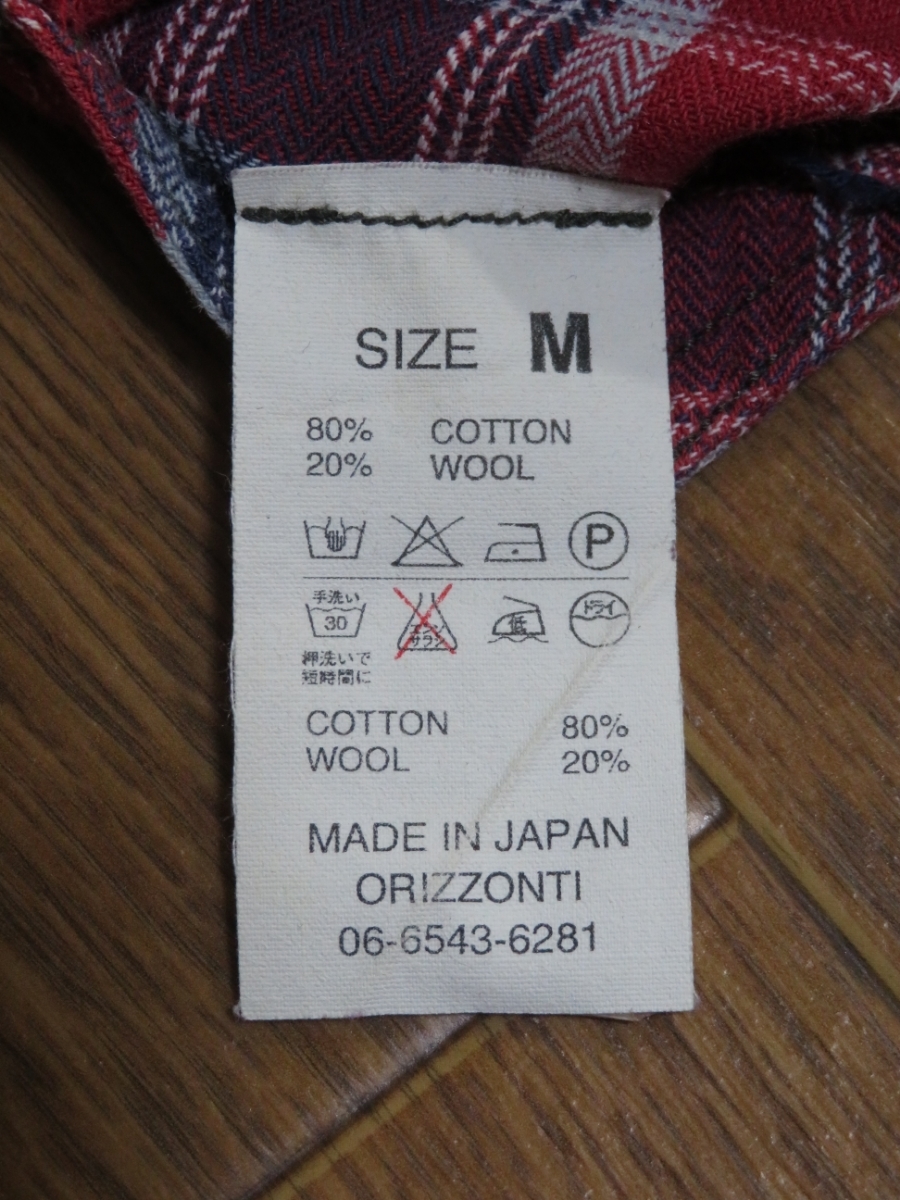 SIZE M
80% COTTON
20% WOOL
P
手洗い
30
低
ドライ
押洗いで
短時間に
COTTON 80%
WOOL 20%
MADE IN JAPAN
ORIZZONTI
06-6543-6281